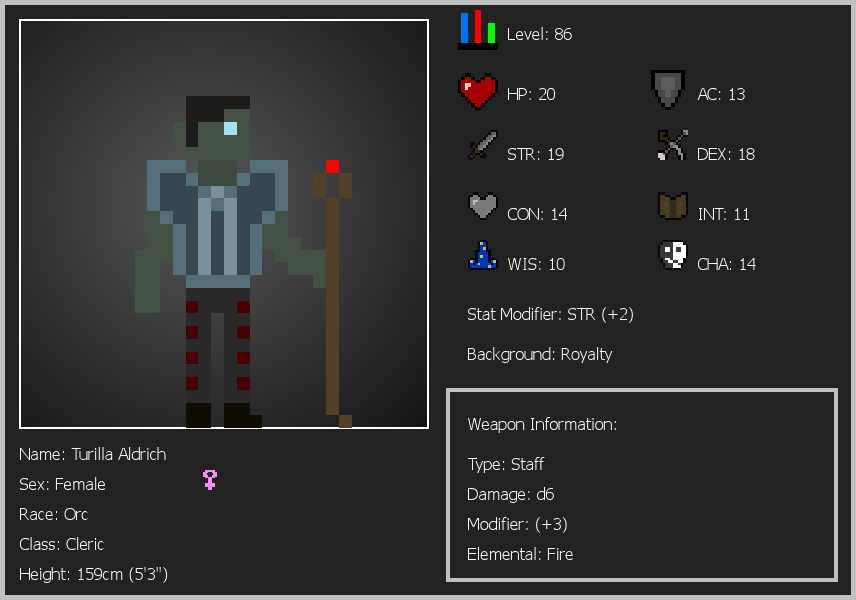 Level: 86
HP: 20
AC: 13
STR: 19
DEX: 18
CON: 14
INT: 11
WIS: 10
CHA: 14
Stat Modifier: STR (+2)
Background: Royalty
Weapon Information:
Type: Staff
Damage: d6
Modifier: (+3)
Elemental: Fire
Name: Turilla Aldrich
Sex: Female
Race: Orc
Class: Cleric
Height: 159cm (5'3")